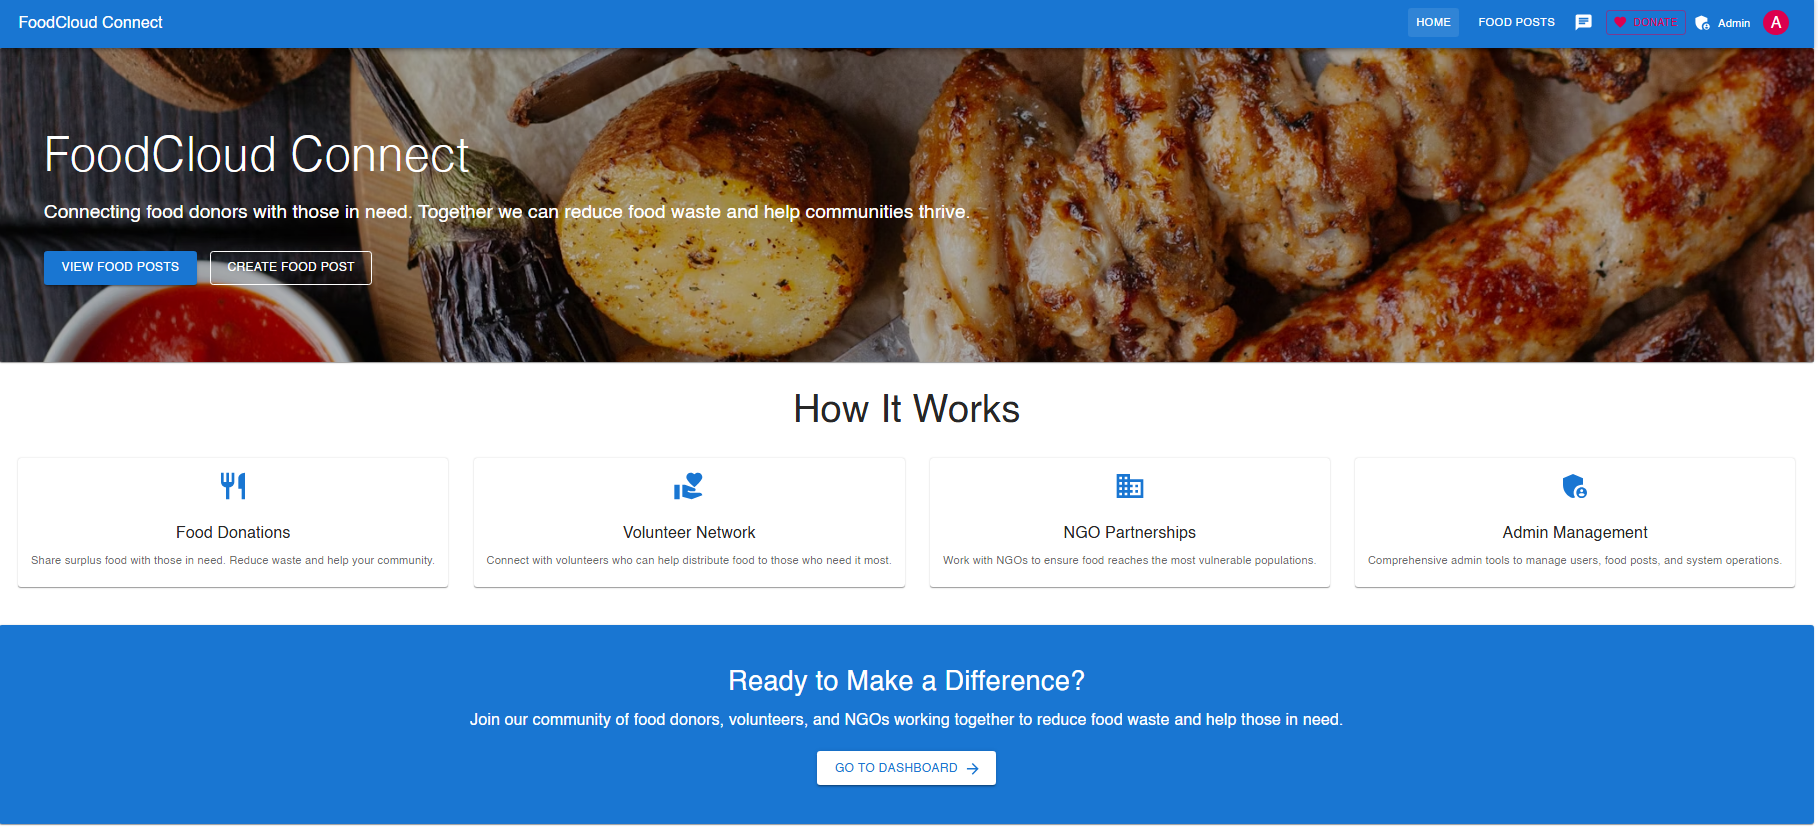 FoodCloud Connect
HOME
FOOD POSTS
DONATE
Admin
A
FoodCloud Connect
Connecting food donors with those in need. Together we can reduce food waste and help communities thrive.
VIEW FOOD POSTS
CREATE FOOD POST
How It Works
Food Donations
Share surplus food with those in need. Reduce waste and help your community.
Volunteer Network
Connect with volunteers who can help distribute food to those who need it most.
NGO Partnerships
Work with NGOs to ensure food reaches the most vulnerable populations.
Admin Management
Comprehensive admin tools to manage users, food posts, and system operations.
Ready to Make a Difference?
Join our community of food donors, volunteers, and NGOs working together to reduce food waste and help those in need.
GO TO DASHBOARD